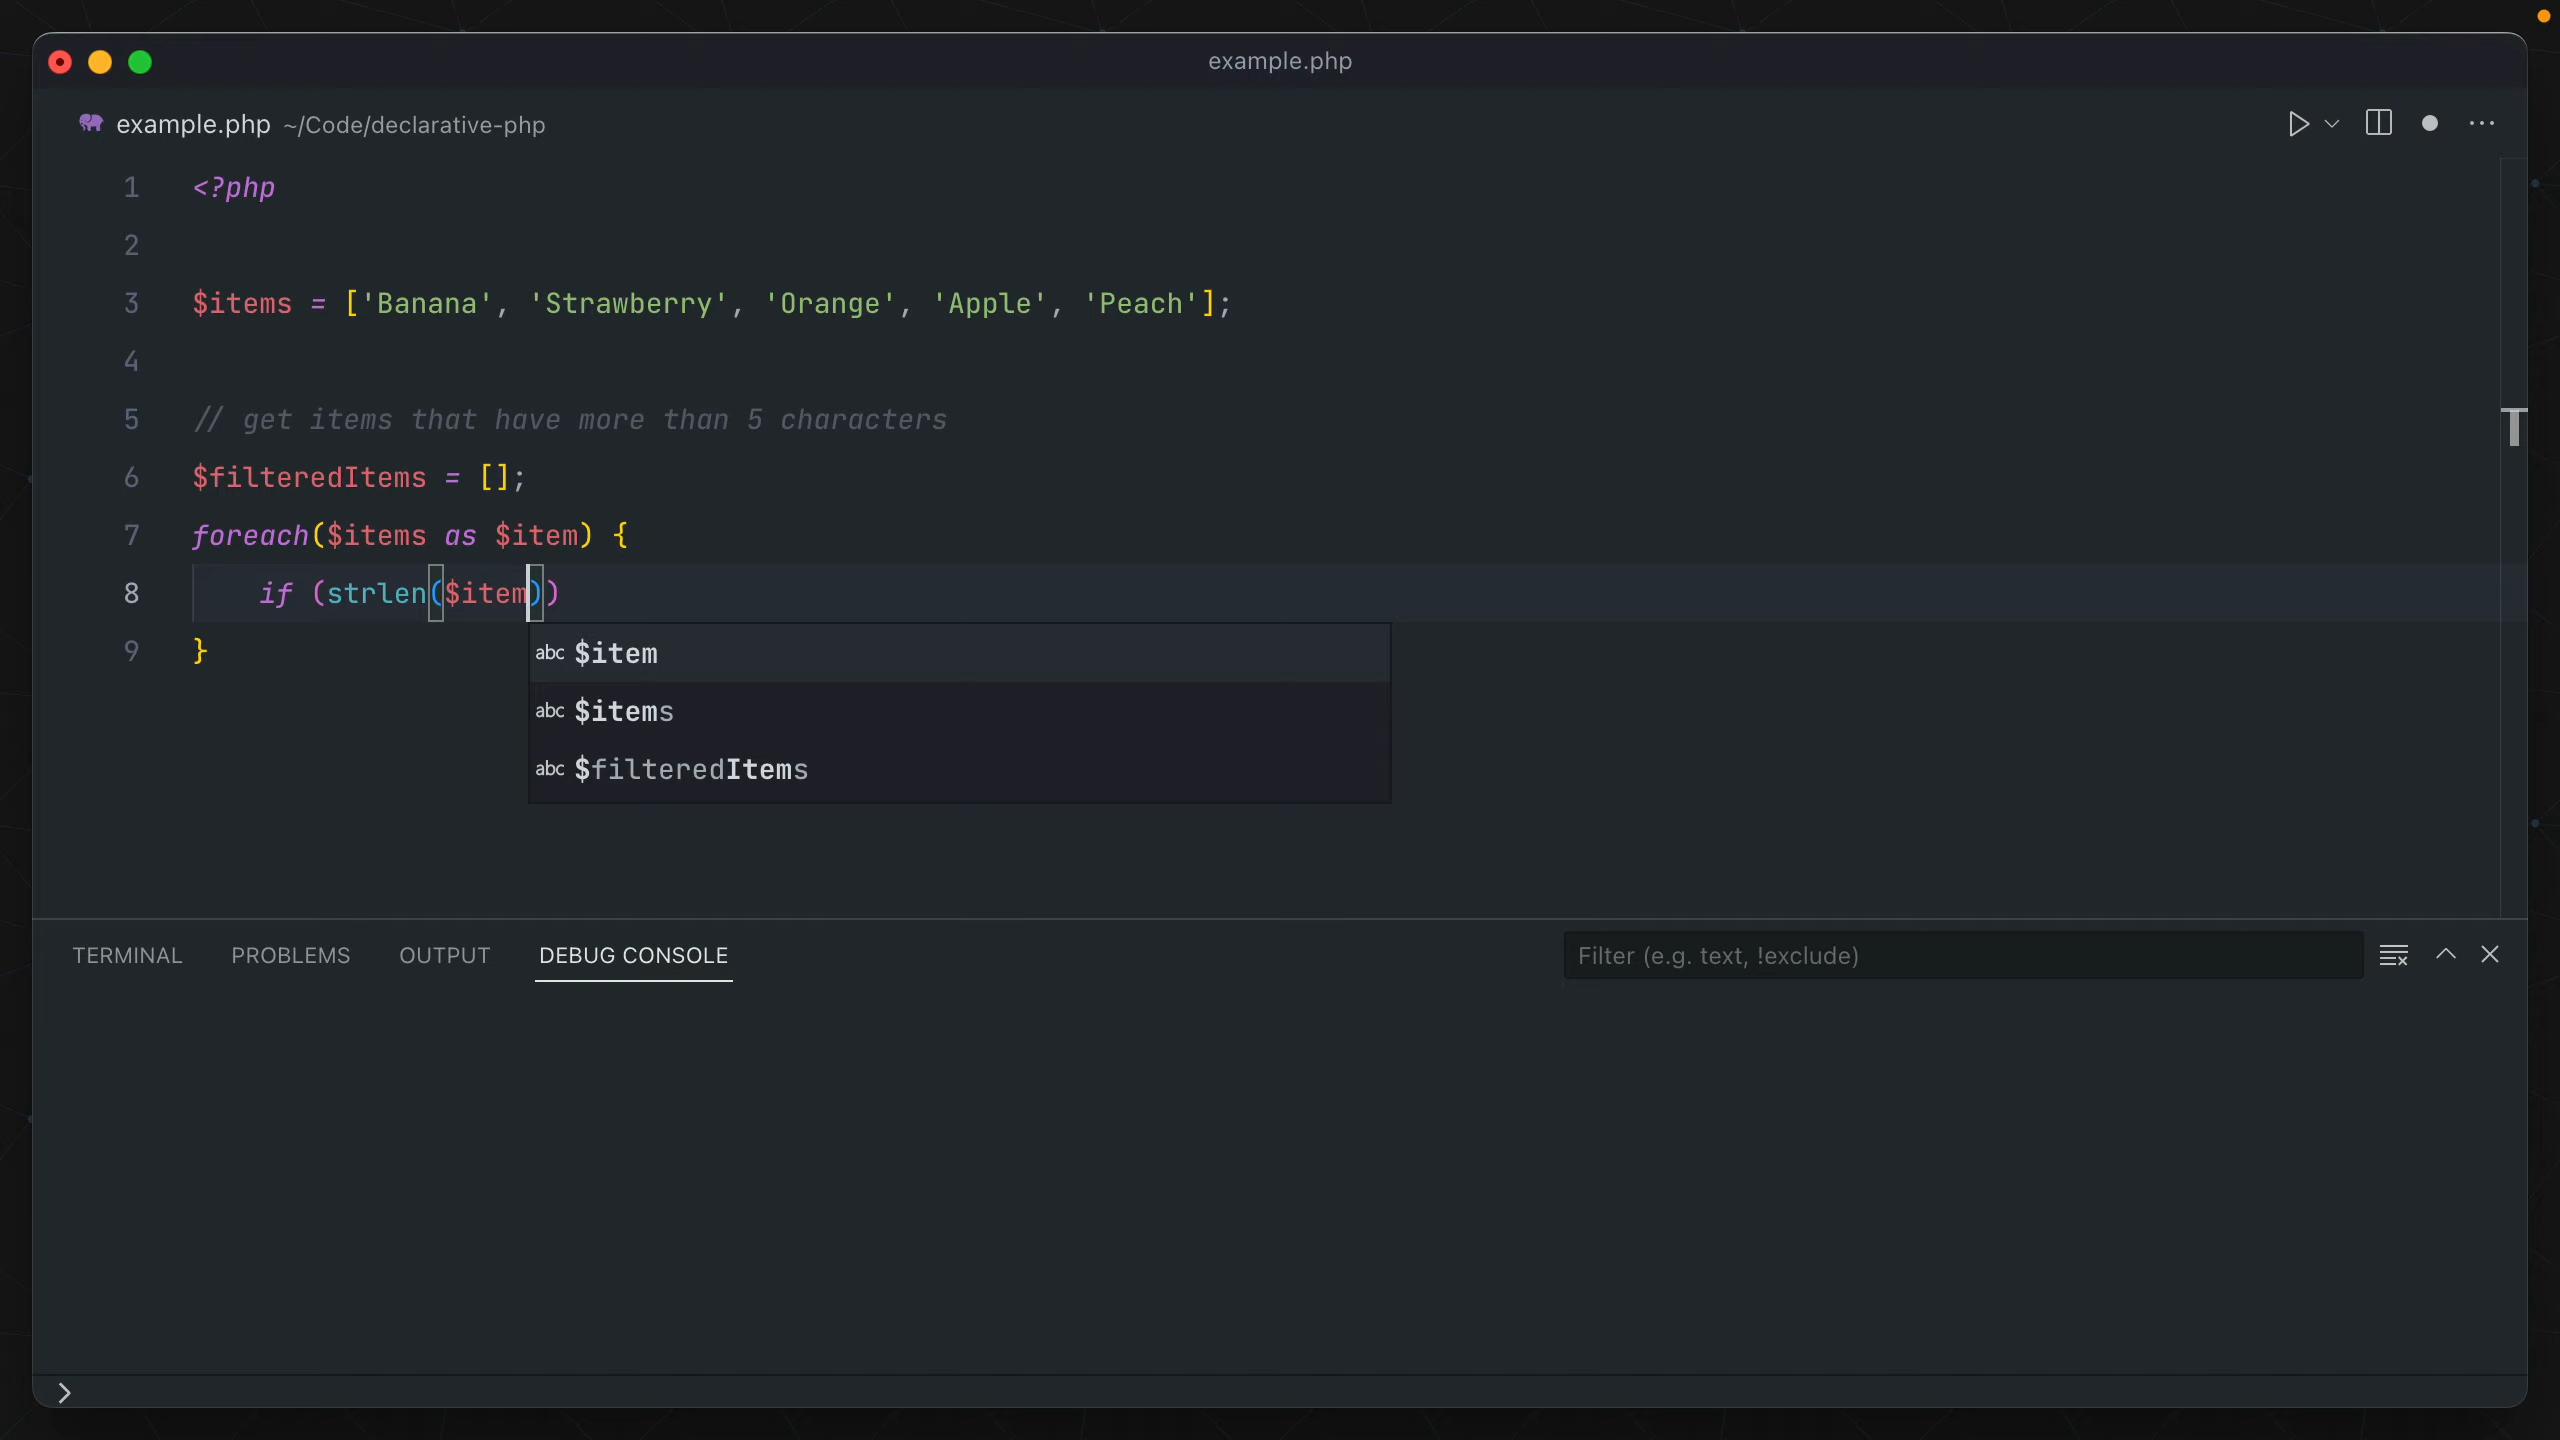 example.php
example.php ~/Code/declarative-php
1 <?php
2
3 $items = ['Banana', 'Strawberry', 'Orange', 'Apple', 'Peach'];
4
5 // get items that have more than 5 characters
6 $filteredItems = [];
7 foreach($items as $item) {
8     if (strlen($item))
9 }
abc $item
abc $items
abc $filteredItems
TERMINAL PROBLEMS OUTPUT DEBUG CONSOLE Filter (e.g. text, !exclude)